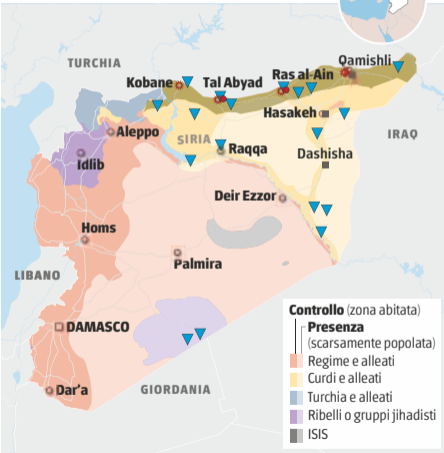 TURCHIA
Qamishli
Kobane
Tal Abyad
Ras al-Ain
Hasakeh
Aleppo
SIRIA
IRAQ
Idlib
Raqqa
Dashisha
Deir Ezzor
Homs
Palmira
LIBANO
DAMASCO
Dar'a
GIORDANIA
Controllo (zona abitata)
Presenza
(scarsamente popolata)
Regime e alleati
Curdi e alleati
Turchia e alleati
Ribelli o gruppi jihadisti
ISIS